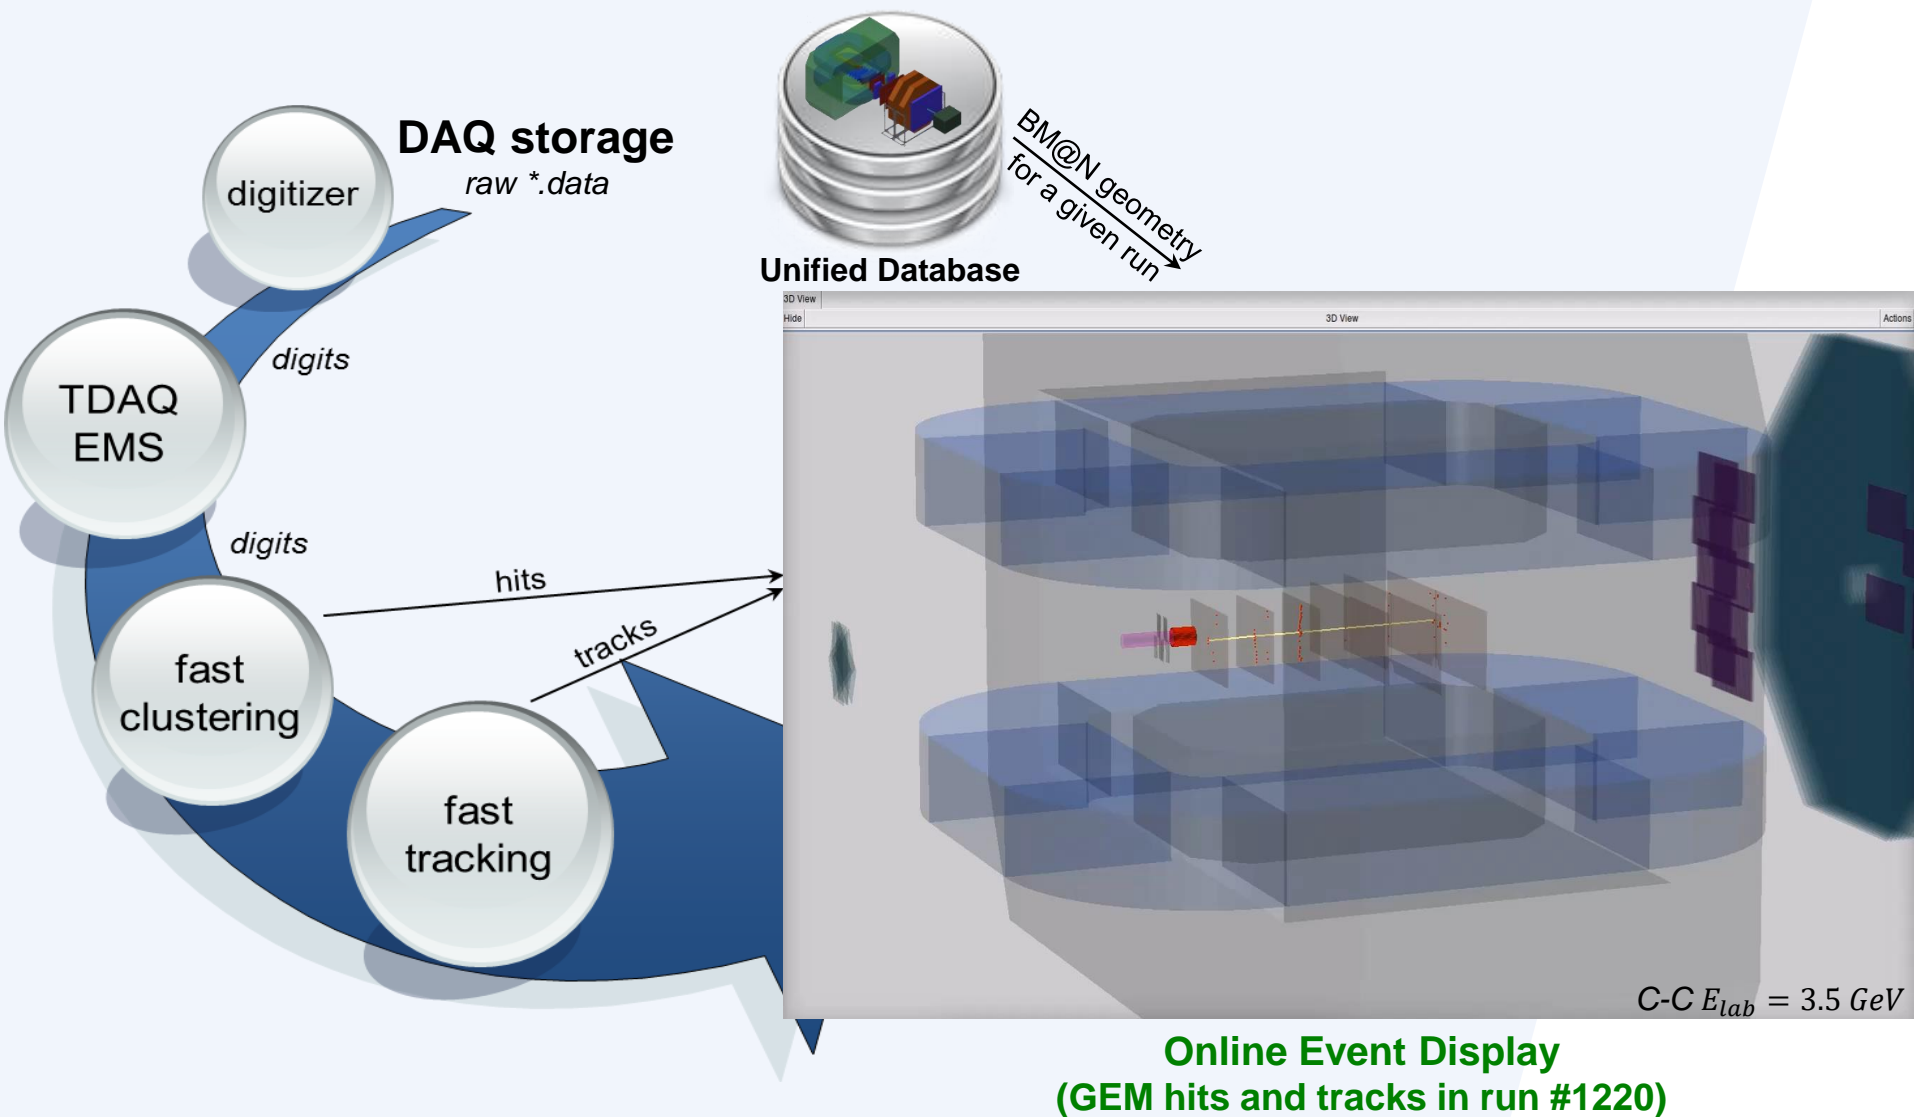 DAQ storage
raw *.data
digitizer
Unified Database
BM@N geometry
for a given run
digits
TDAQ
EMS
digits
fast
clustering
hits
tracks
fast
tracking
3D View
Hide
3D View
Actions
C-C E_lab = 3.5 GeV
Online Event Display
(GEM hits and tracks in run #1220)